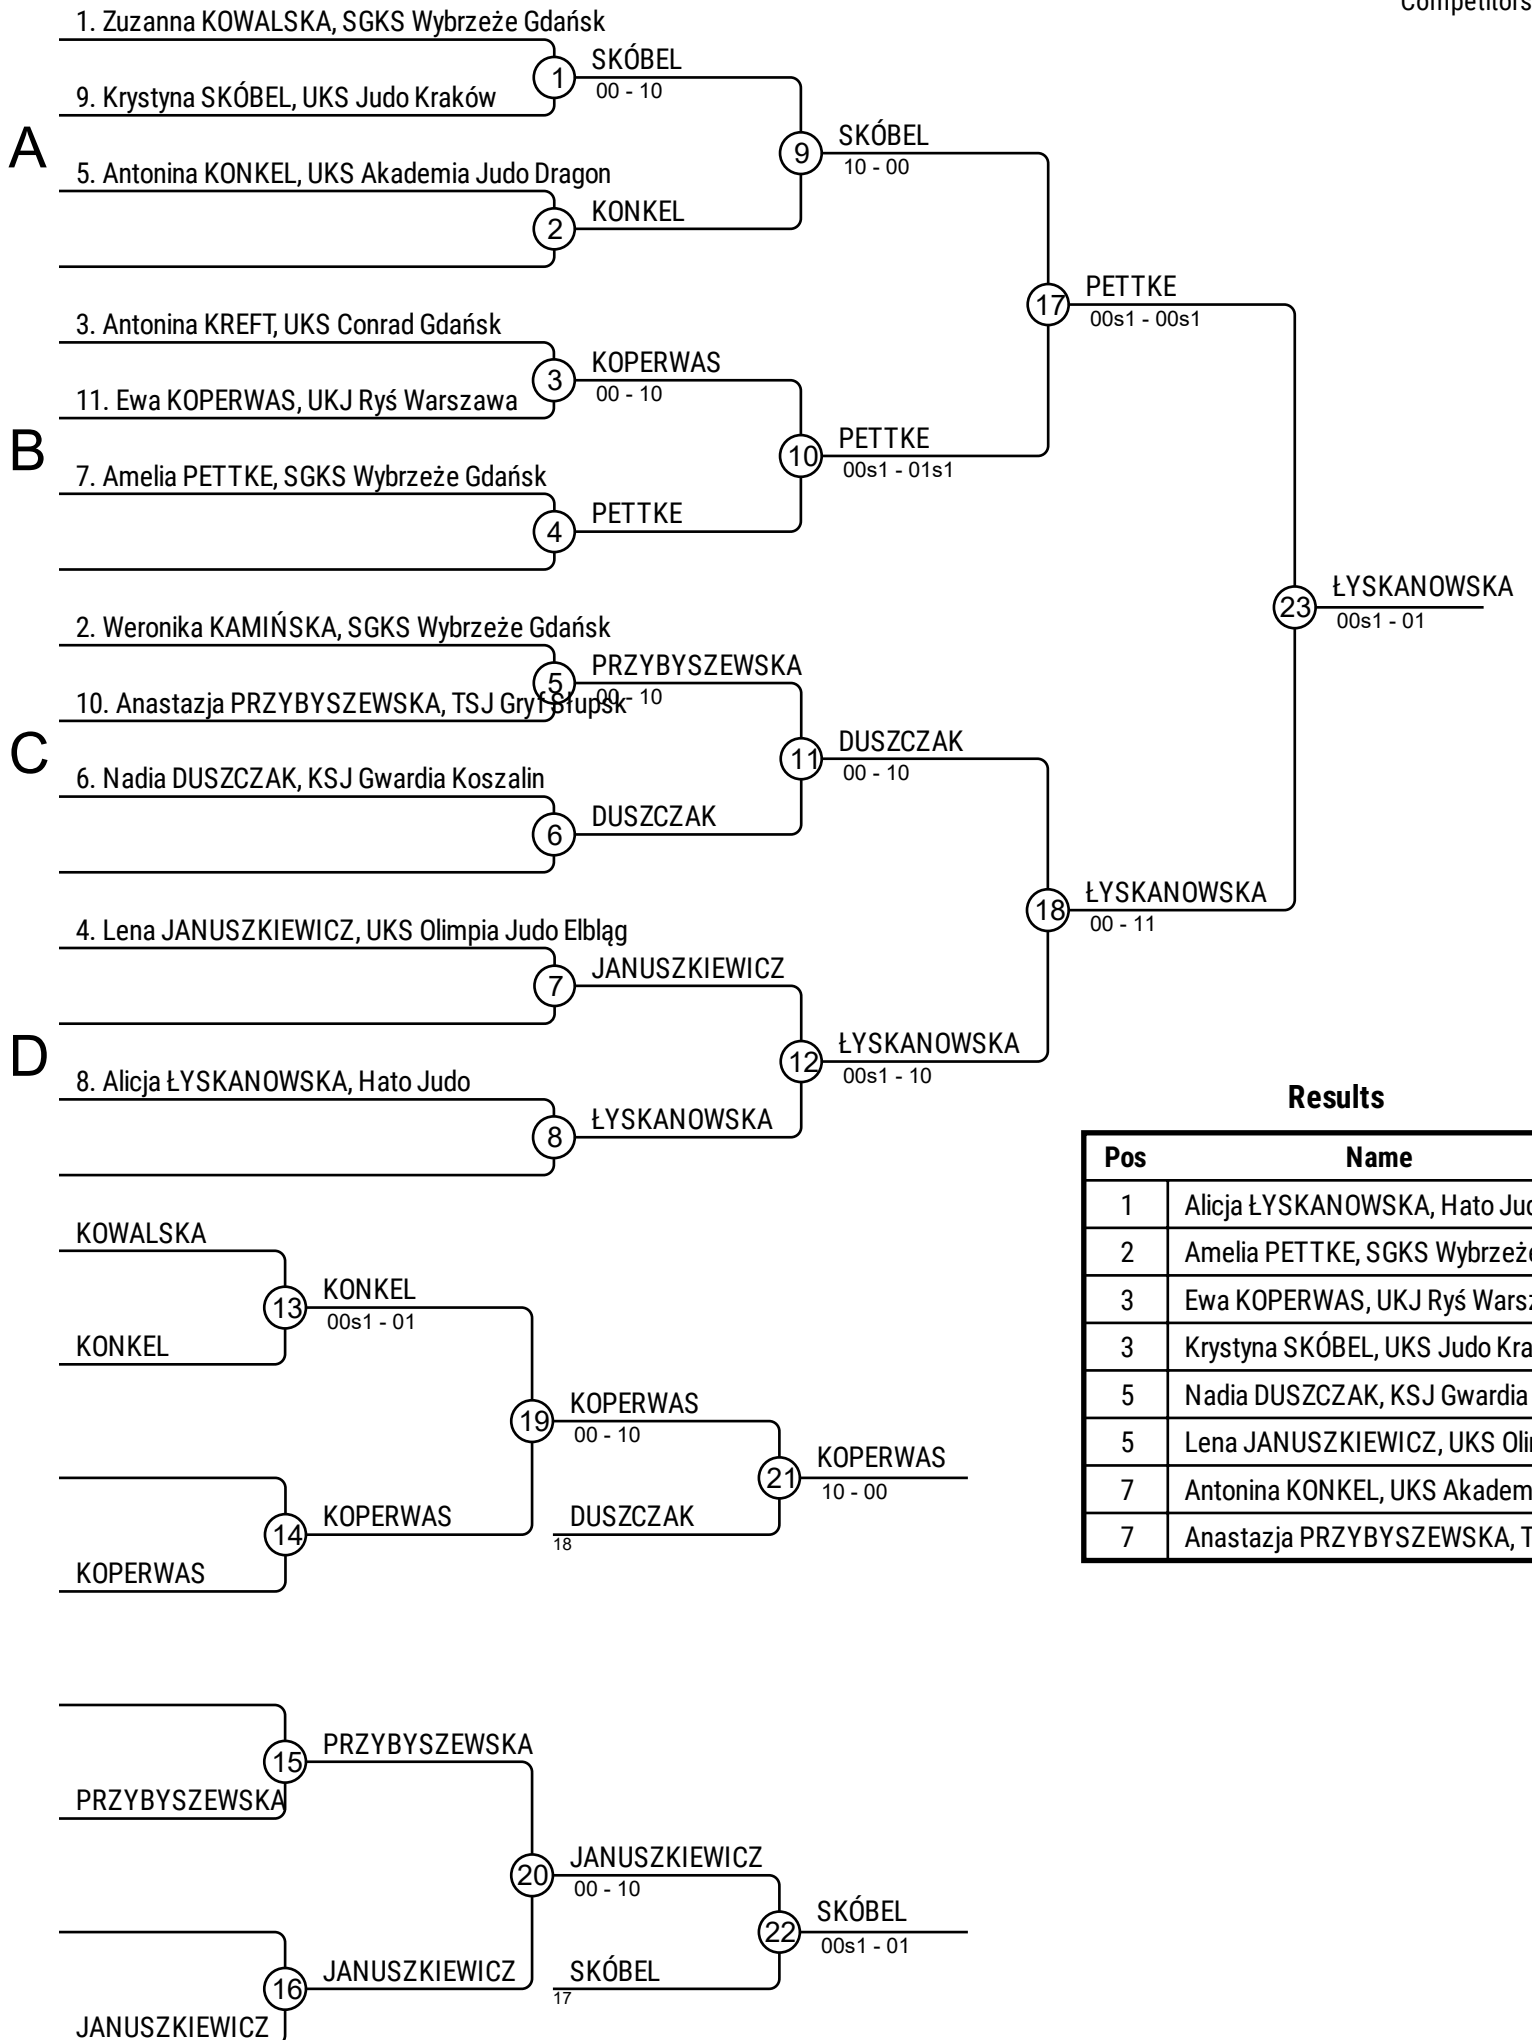 Competitors
1. Zuzanna KOWALSKA, SGKS Wybrzeże Gdańsk
SKÓBEL
1
00 - 10
9. Krystyna SKÓBEL, UKS Judo Kraków
A
SKÓBEL
9
10 - 00
5. Antonina KONKEL, UKS Akademia Judo Dragon
KONKEL
2
PETTKE
17
00s1 - 00s1
3. Antonina KREFT, UKS Conrad Gdańsk
KOPERWAS
3
00 - 10
11. Ewa KOPERWAS, UKJ Ryś Warszawa
B
PETTKE
10
00s1 - 01s1
7. Amelia PETTKE, SGKS Wybrzeże Gdańsk
PETTKE
4
ŁYSKANOWSKA
23
00s1 - 01
2. Weronika KAMIŃSKA, SGKS Wybrzeże Gdańsk
PRZYBYSZEWSKA
5
00 - 10
10. Anastazja PRZYBYSZEWSKA, TSJ Gryf Słupsk
C
DUSZCZAK
11
00 - 10
6. Nadia DUSZCZAK, KSJ Gwardia Koszalin
DUSZCZAK
6
ŁYSKANOWSKA
18
00 - 11
4. Lena JANUSZKIEWICZ, UKS Olimpia Judo Elbląg
JANUSZKIEWICZ
7
D
ŁYSKANOWSKA
12
00s1 - 10
8. Alicja ŁYSKANOWSKA, Hato Judo
ŁYSKANOWSKA
8
Results
Pos Name
1 Alicja ŁYSKANOWSKA, Hato
2 Amelia PETTKE, SGKS Wybrzeże
3 Ewa KOPERWAS, UKJ Ryś
3 Krystyna SKÓBEL, UKS Judo
5 Nadia DUSZCZAK, KSJ Gwardia
5 Lena JANUSZKIEWICZ, UKS
7 Antonina KONKEL, UKS
7 Anastazja PRZYBYSZEWSKA,
KOWALSKA
KONKEL
13
00s1 - 01
KONKEL
KOPERWAS
19
00 - 10
KOPERWAS
21
10 - 00
KOPERWAS
14
DUSZCZAK
18
KOPERWAS
PRZYBYSZEWSKA
15
PRZYBYSZEWSKA
JANUSZKIEWICZ
20
00 - 10
SKÓBEL
22
00s1 - 01
JANUSZKIEWICZ
16
SKÓBEL
17
JANUSZKIEWICZ